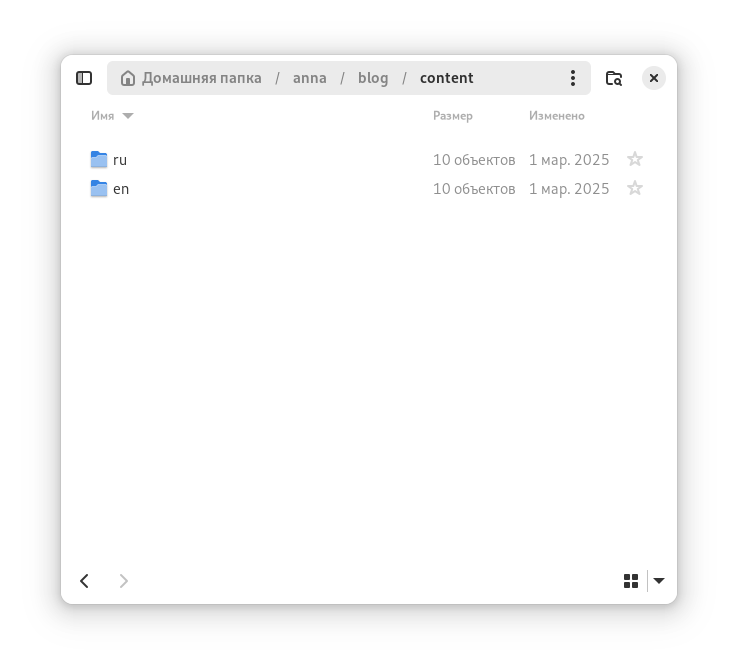 Домашняя папка / anna / blog / content
Имя Размер Изменено
ru 10 объектов 1 мар. 2025
en 10 объектов 1 мар. 2025